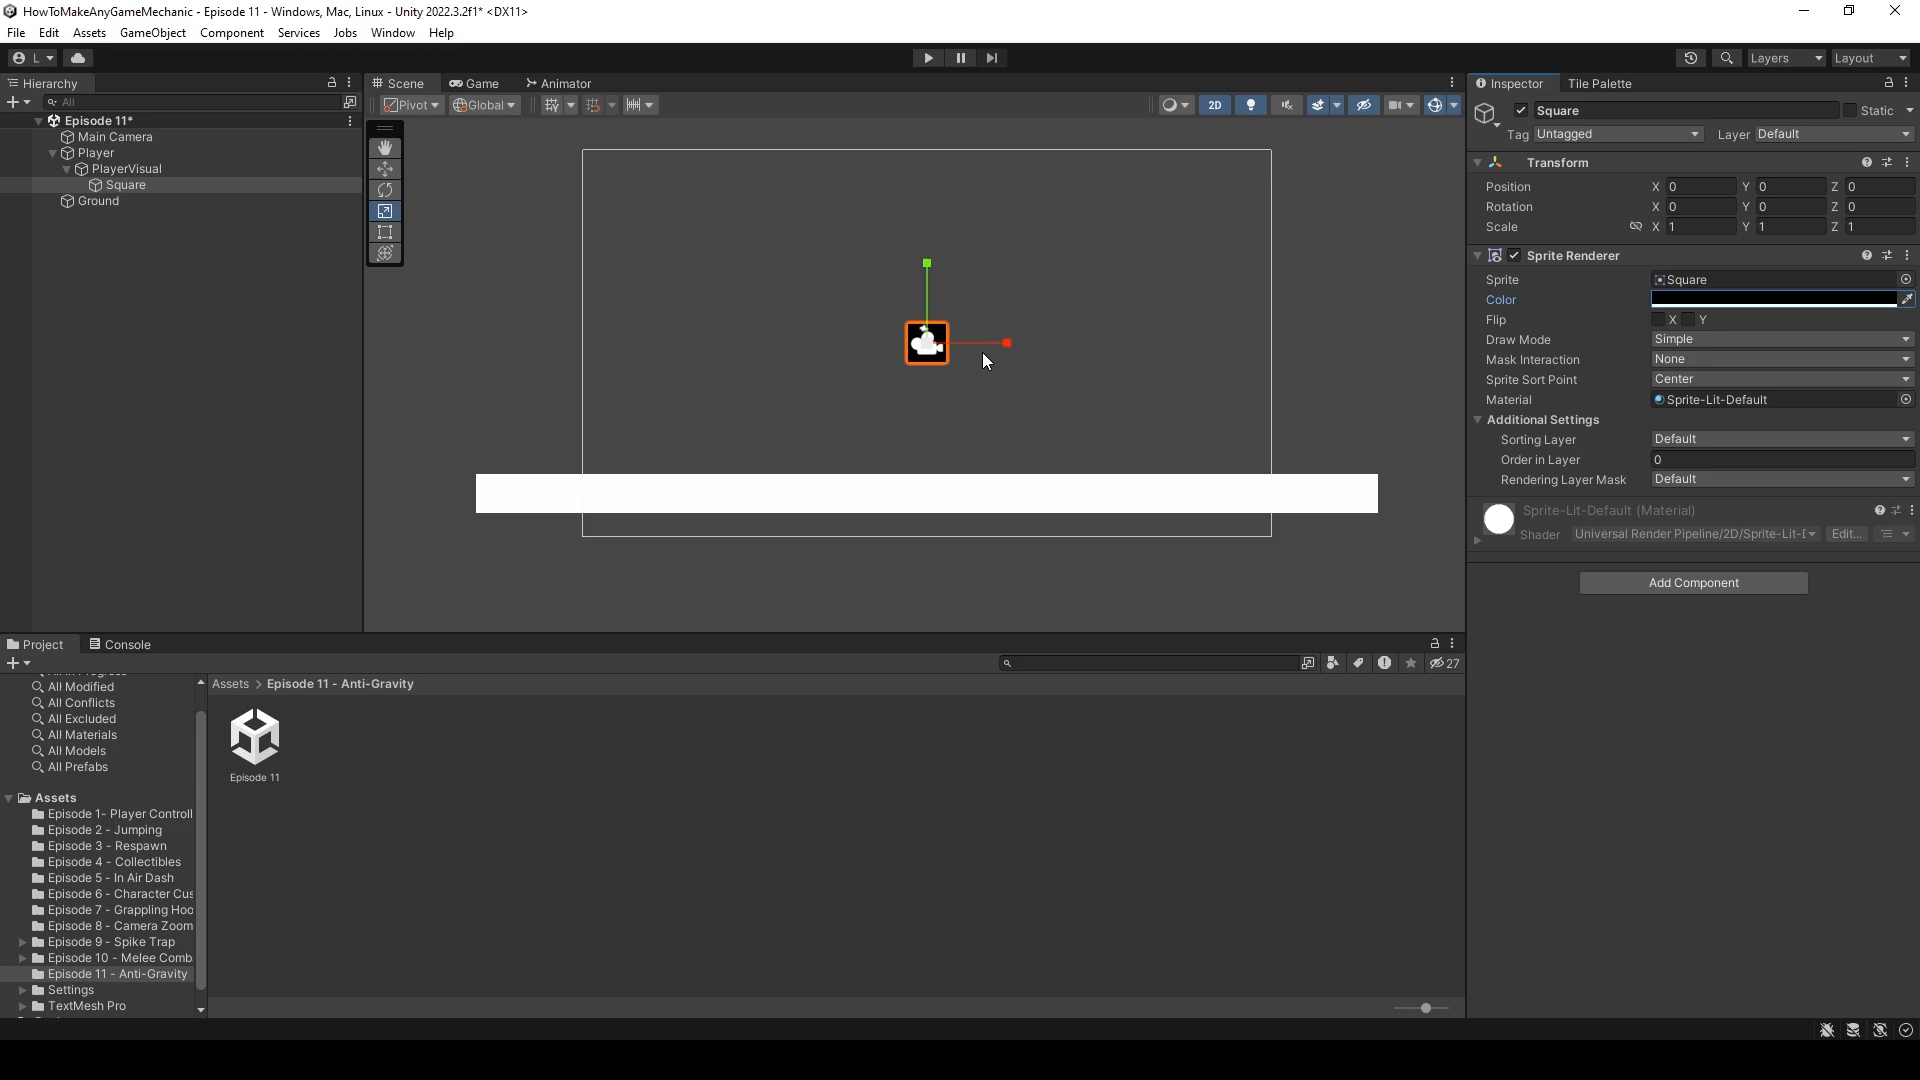 HowToMakeAnyGameMechanic - Episode 11 - Windows, Mac, Linux - Unity 2022.3.2f1* <DX11>
File Edit Assets GameObject Component Services Jobs Window Help
L
Layers
Layout
Hierarchy
Scene
Game
Animator
Inspector
Tile Palette
All
Pivot
Global
2D
Square
Static
Tag Untagged
Layer Default
Episode 11*
Main Camera
Player
PlayerVisual
Square
Ground
Transform
Position X 0 Y 0 Z 0
Rotation X 0 Y 0 Z 0
Scale X 1 Y 1 Z 1
Sprite Renderer
Sprite Square
Color
Flip X Y
Draw Mode Simple
Mask Interaction None
Sprite Sort Point Center
Material Sprite-Lit-Default
Additional Settings
Sorting Layer Default
Order in Layer 0
Rendering Layer Mask Default
Sprite-Lit-Default (Material)
Shader Universal Render Pipeline/2D/Sprite-Lit-
Edit...
Add Component
Project
Console
27
All Modified
All Conflicts
All Excluded
All Materials
All Models
All Prefabs
Assets
Episode 1- Player Controll
Episode 2 - Jumping
Episode 3 - Respawn
Episode 4 - Collectibles
Episode 5 - In Air Dash
Episode 6 - Character Cus
Episode 7 - Grappling Hoo
Episode 8 - Camera Zoom
Episode 9 - Spike Trap
Episode 10 - Melee Comb
Episode 11 - Anti-Gravity
Settings
TextMesh Pro
Assets > Episode 11 - Anti-Gravity
Episode 11